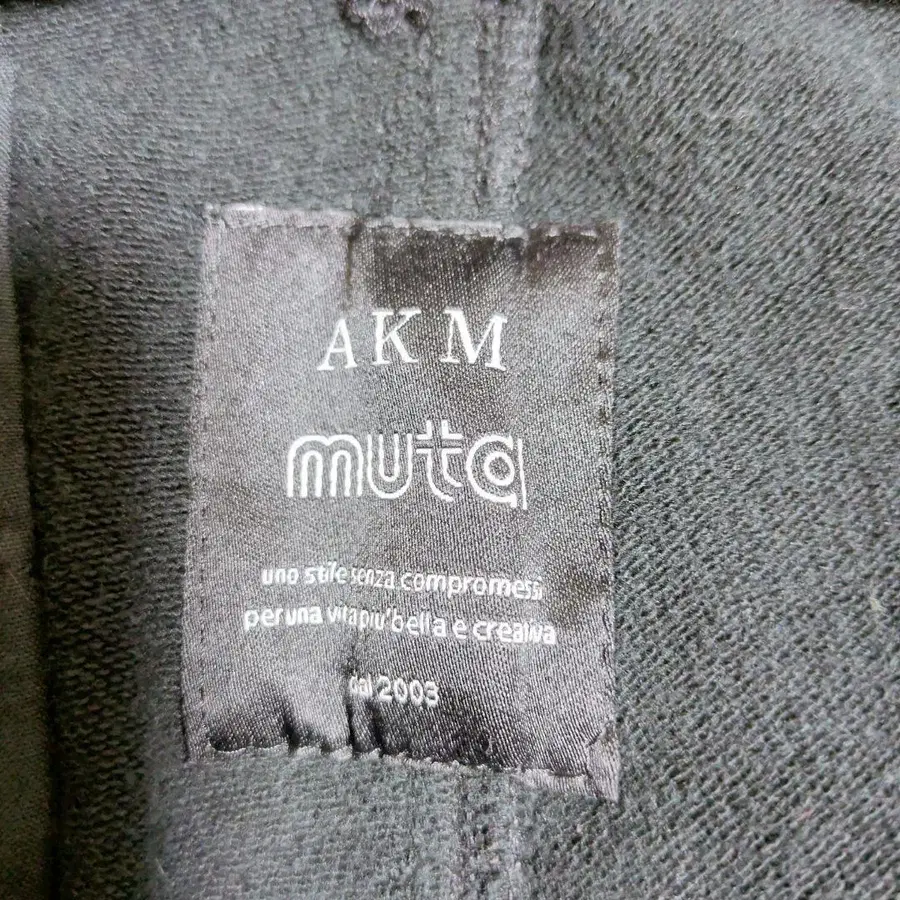 AKM
muta
uno stile senza compromessi
per una vita piu' bella e creativa
dal 2003